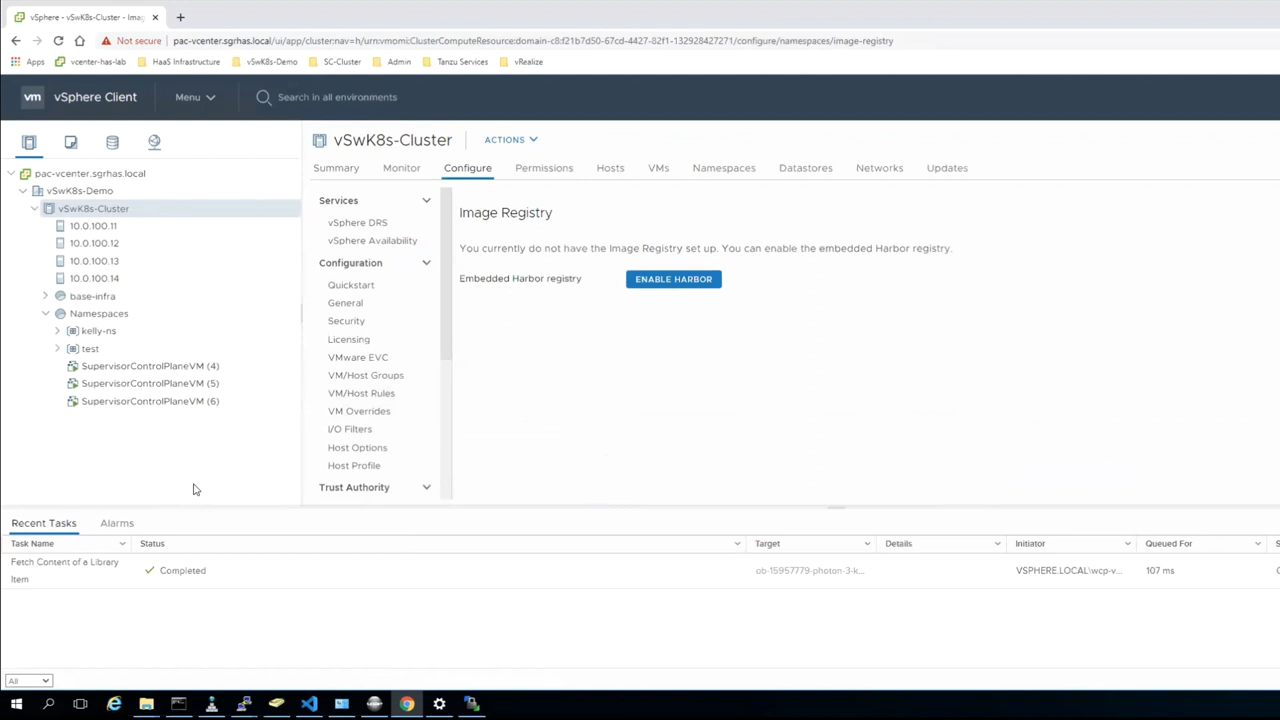 vSphere - vSwK8s-Cluster - Imag
Not secure
pac-vcenter.sgrhas.local/ui/app/cluster;nav=h/urn:vmomi:ClusterComputeResource:domain-c8:f21b7d50-67cd-4427-82f1-132928427271/configure/namespaces/image-registry
Apps
vcenter-has-lab
HaaS Infrastructure
vSwK8s-Demo
SC-Cluster
Admin
Tanzu Services
vRealize
vm
vSphere Client
Menu
Search in all environments
pac-vcenter.sgrhas.local
vSwK8s-Demo
vSwK8s-Cluster
10.0.100.11
10.0.100.12
10.0.100.13
10.0.100.14
base-infra
Namespaces
kelly-ns
test
SupervisorControlPlaneVM (4)
SupervisorControlPlaneVM (5)
SupervisorControlPlaneVM (6)
vSwK8s-Cluster
ACTIONS
Summary
Monitor
Configure
Permissions
Hosts
VMs
Namespaces
Datastores
Networks
Updates
Services
vSphere DRS
vSphere Availability
Configuration
Quickstart
General
Security
Licensing
VMware EVC
VM/Host Groups
VM/Host Rules
VM Overrides
I/O Filters
Host Options
Host Profile
Trust Authority
Image Registry
You currently do not have the Image Registry set up. You can enable the embedded Harbor registry.
Embedded Harbor registry
ENABLE HARBOR
Recent Tasks
Alarms
Task Name
Status
Target
Details
Initiator
Queued For
S
Fetch Content of a Library
Item
Completed
ob-15957779-photon-3-k...
VSPHERE.LOCAL\wcp-v...
107 ms
All